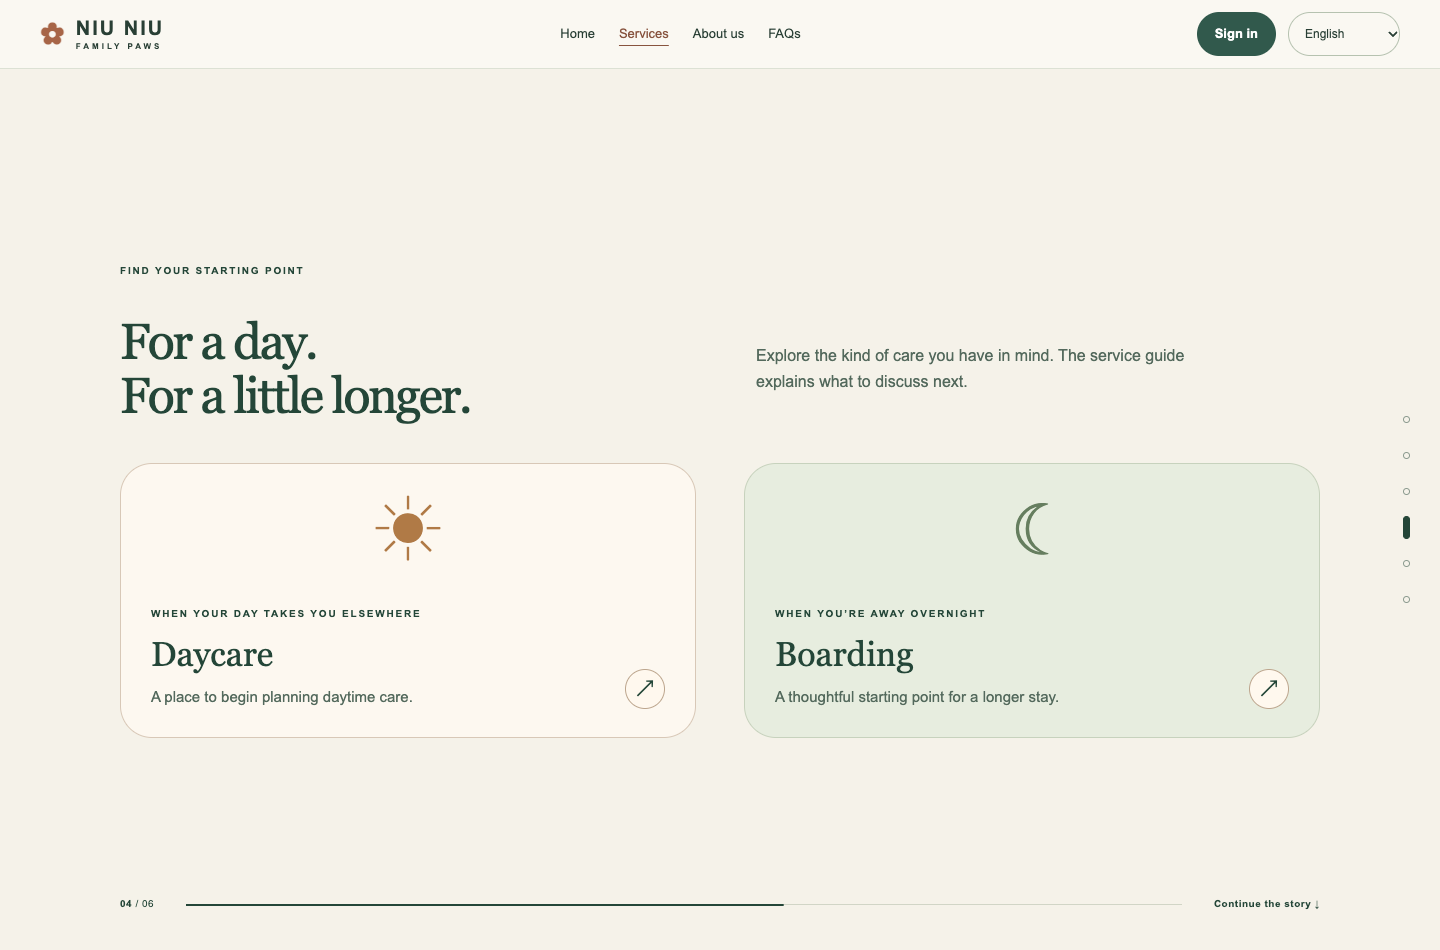 NIU NIU
FAMILY PAWS
Home
Services
About us
FAQs
Sign in
English
FIND YOUR STARTING POINT
For a day.
For a little longer.
Explore the kind of care you have in mind. The service guide
explains what to discuss next.
WHEN YOUR DAY TAKES YOU ELSEWHERE
Daycare
A place to begin planning daytime care.
WHEN YOU'RE AWAY OVERNIGHT
Boarding
A thoughtful starting point for a longer stay.
04 / 06
Continue the story ↓